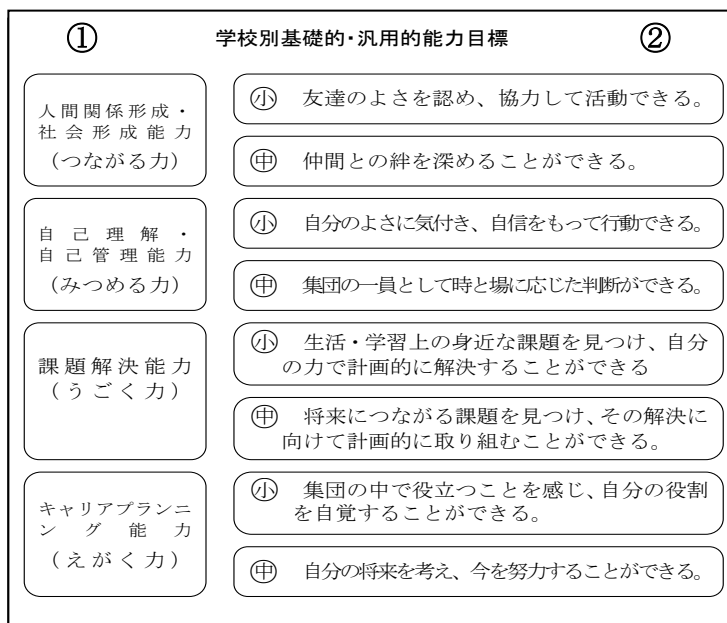 ① 学校別基礎的・汎用的能力目標 ②
人間関係形成・
社会形成能力
(つながる力)
㊥ 仲間との絆を深めることができる。
小 友達のよさを認め、協力して活動できる。
自己理解・
自己管理能力
(みつめる力)
小 自分のよさに気付き、自信をもって行動できる。
㊥ 集団の一員として時と場に応じた判断ができる。
課題解決能力
(うごく力)
小 生活・学習上の身近な課題を見つけ、自分
の力で計画的に解決することができる
㊥ 将来につながる課題を見つけ、その解決に
向けて計画的に取り組むことができる。
キャリアプランニ
ング能力
(えがく力)
小 集団の中で役立つことを感じ、自分の役割
を自覚することができる。
㊥ 自分の将来を考え、今を努力することができる。